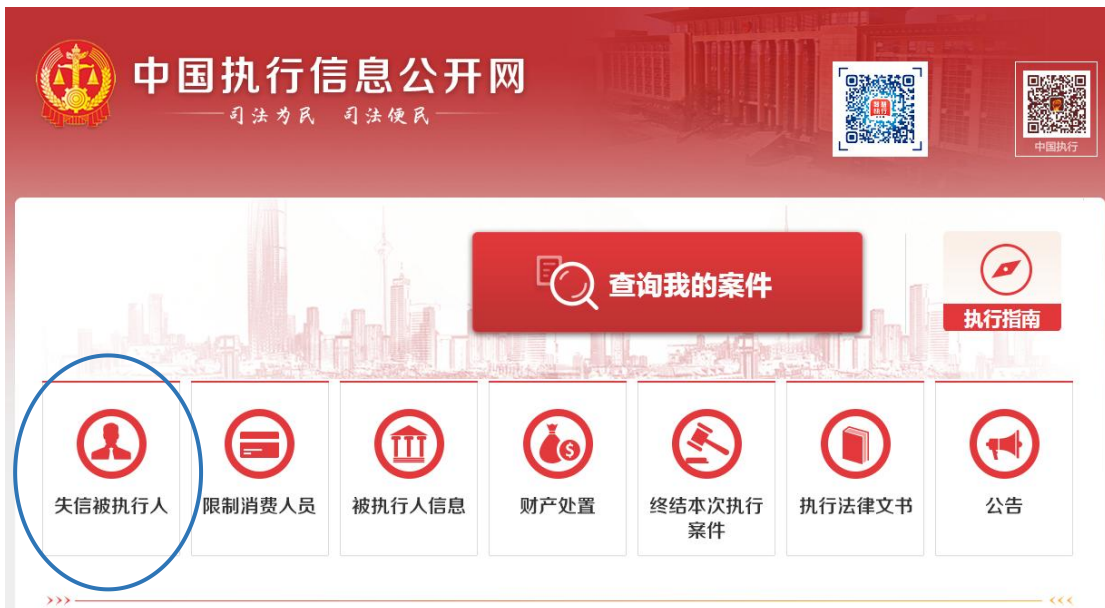 中国执行信息公开网
司法为民 司法便民
中国执行
查询我的案件
执行指南
失信被执行人
限制消费人员
被执行人信息
财产处置
终结本次执行
案件
执行法律文书
公告